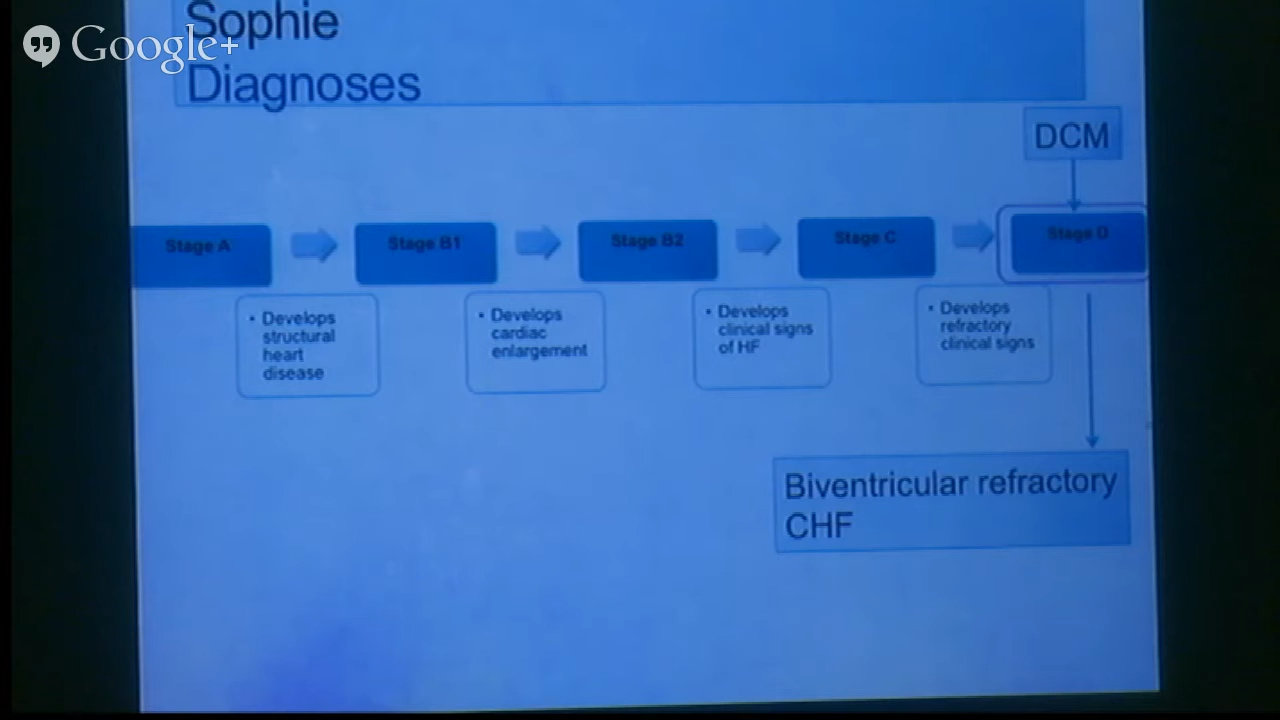 Google+
Sophie
Diagnoses
DCM
Stage A
Stage B1
Stage B2
Stage C
Stage D
• Develops
structural
heart
disease
• Develops
cardiac
enlargement
• Develops
clinical signs
of HF
• Develops
refractory
clinical signs
Biventricular refractory
CHF